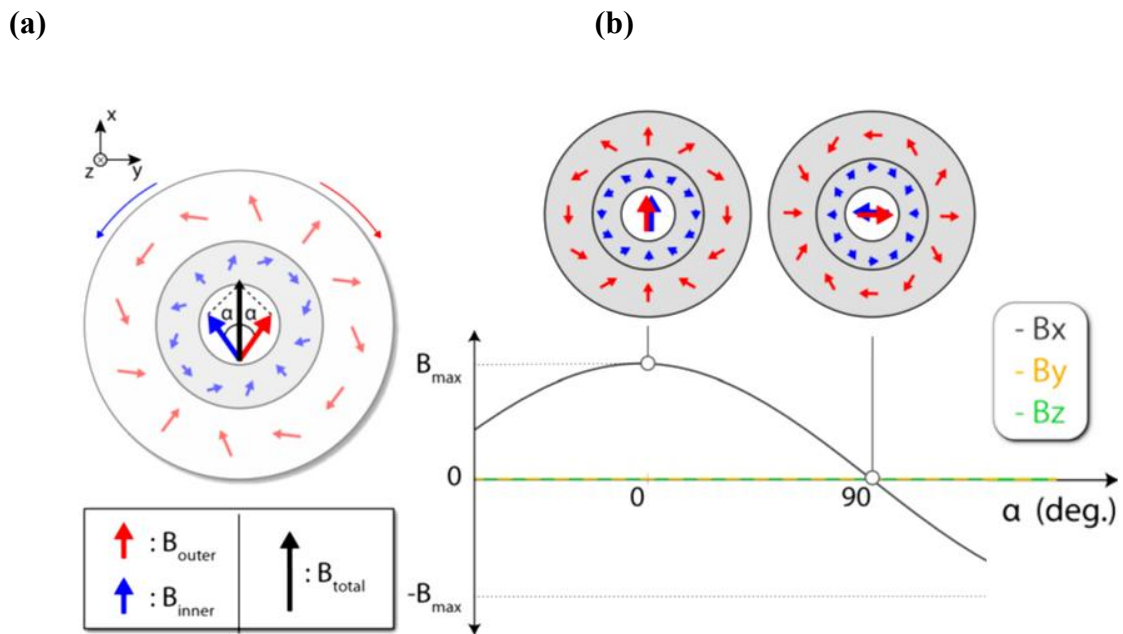 (a)
(b)
x
z
y
α
α
: B_outer
: B_inner
: B_total
B_max
0
-B_max
0
90
α (deg.)
- Bx
- By
- Bz